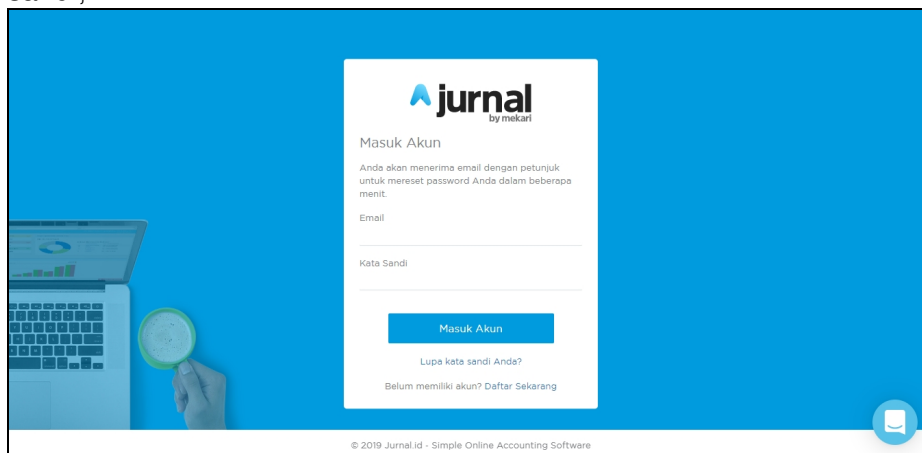 jurnal
by mekari
Masuk Akun
Anda akan menerima email dengan petunjuk
untuk mereset password Anda dalam beberapa
menit.
Email
Kata Sandi
Masuk Akun
Lupa kata sandi Anda?
Belum memiliki akun? Daftar Sekarang
© 2019 Jurnal.id - Simple Online Accounting Software